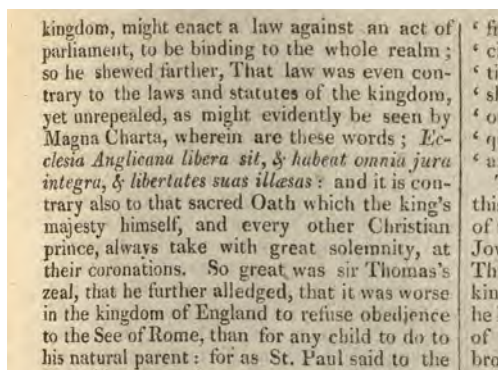 kingdom, might enact a law against an act of
parliament, to be binding to the whole realm ;
so he shewed farther, That law was even con-
trary to the laws and statutes of the kingdom,
yet unrepealed, as might evidently be seen by
Magna Charta, wherein are these words ; Ec-
clesia Anglicana libera sit, & habeat omnia jura
integra, & libertates suas illæsas : and it is con-
trary also to that sacred Oath which the king's
majesty himself, and every other Christian
prince, always take with great solemnity, at
their coronations. So great was sir Thomas's
zeal, that he further alledged, that it was worse
in the kingdom of England to refuse obedience
to the See of Rome, than for any child to do to
his natural parent : for as St. Paul said to the